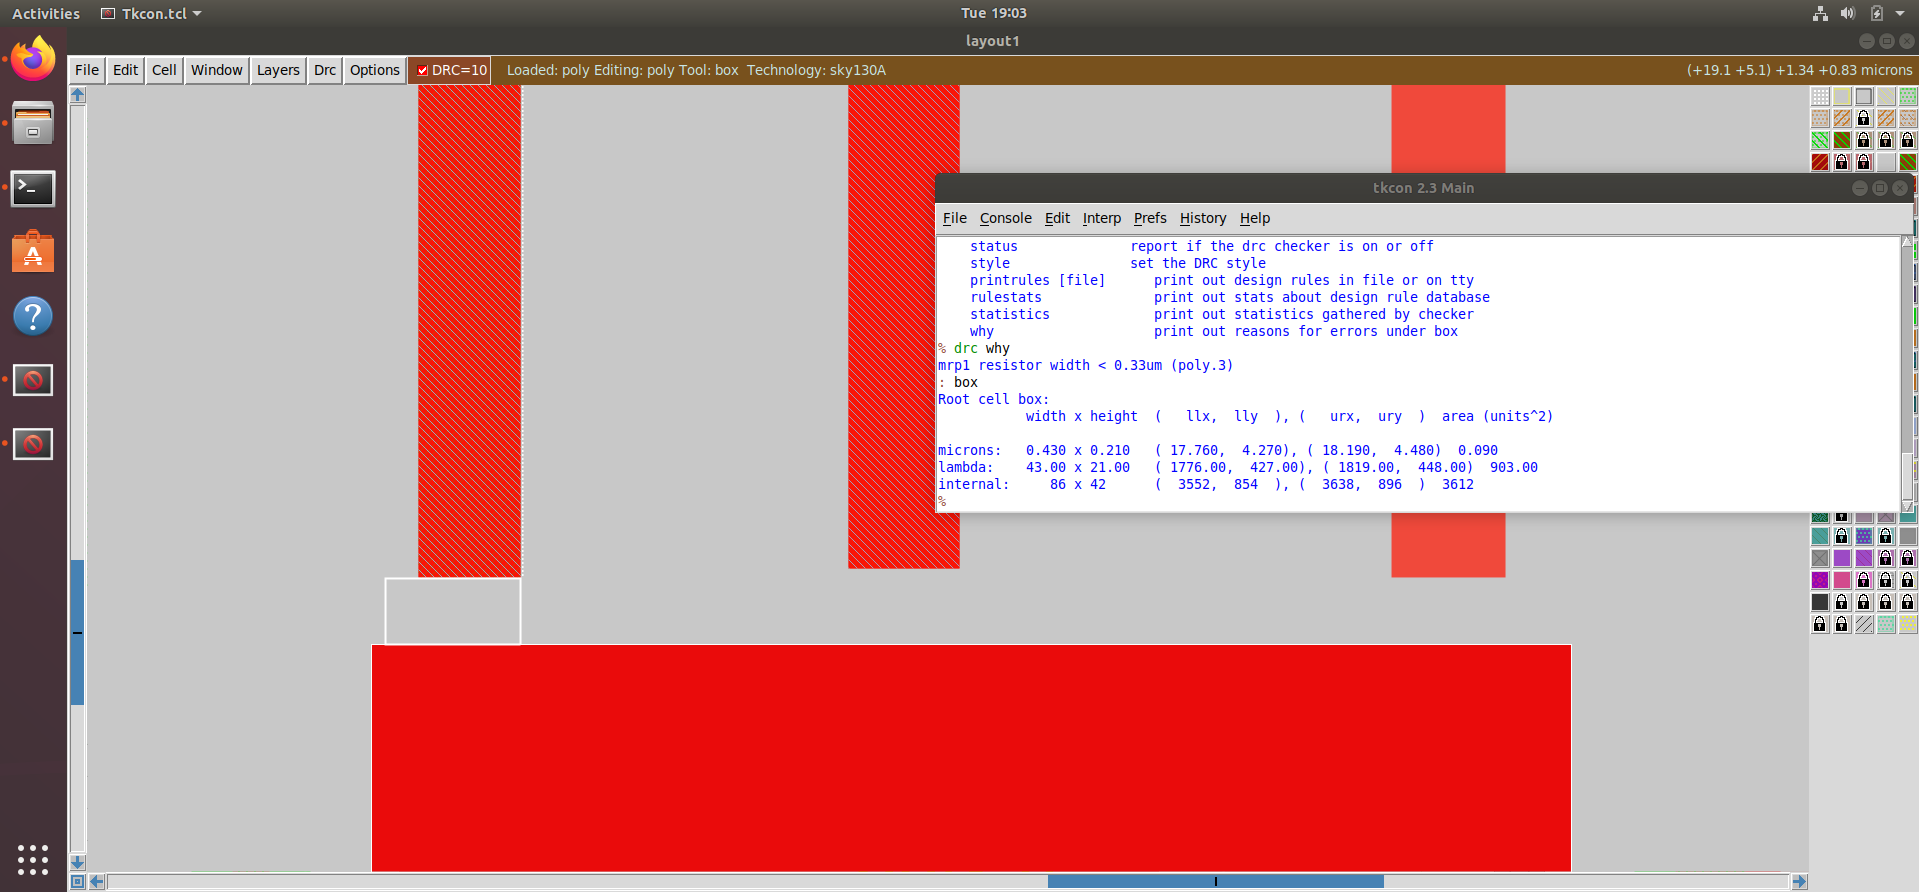 Activities Tkcon.tcl Tue 19:03
layout1
File Edit Cell Window Layers Drc Options DRC=10 Loaded: poly Editing: poly Tool: box Technology: sky130A (+19.1 +5.1) +1.34 +0.83 microns
tkcon 2.3 Main
File Console Edit Interp Prefs History Help
status report if the drc checker is on or off
style set the DRC style
printrules [file] print out design rules in file or on tty
rulestats print out stats about design rule database
statistics print out statistics gathered by checker
why print out reasons for errors under box
% drc why
mrp1 resistor width < 0.33um (poly.3)
: box
Root cell box:
width x height ( llx, lly ), ( urx, ury ) area (units^2)
microns: 0.430 x 0.210 ( 17.760, 4.270), ( 18.190, 4.480) 0.090
lambda: 43.00 x 21.00 ( 1776.00, 427.00), ( 1819.00, 448.00) 903.00
internal: 86 x 42 ( 3552, 854 ), ( 3638, 896 ) 3612
%